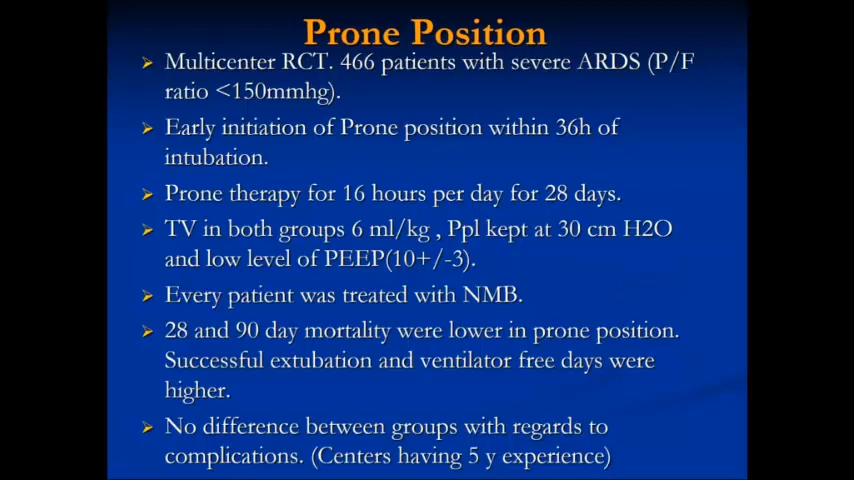 Prone Position
Multicenter RCT. 466 patients with severe ARDS (P/F
ratio <150mmhg).
Early initiation of Prone position within 36h of
intubation.
Prone therapy for 16 hours per day for 28 days.
TV in both groups 6 ml/kg , Ppl kept at 30 cm H2O
and low level of PEEP(10+/-3).
Every patient was treated with NMB.
28 and 90 day mortality were lower in prone position.
Successful extubation and ventilator free days were
higher.
No difference between groups with regards to
complications. (Centers having 5 y experience)